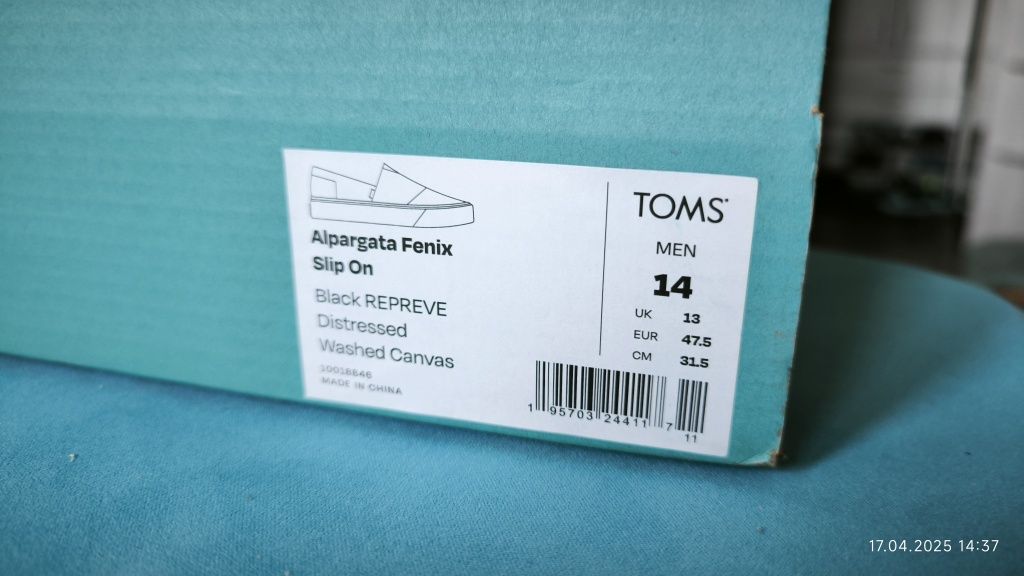 Alpargata Fenix
Slip On
Black REPREVE
Distressed
Washed Canvas
10018846
MADE IN CHINA
TOMS
MEN
14
UK 13
EUR 47.5
CM 31.5
1 95703 24411 7
11
17.04.2025 14:37